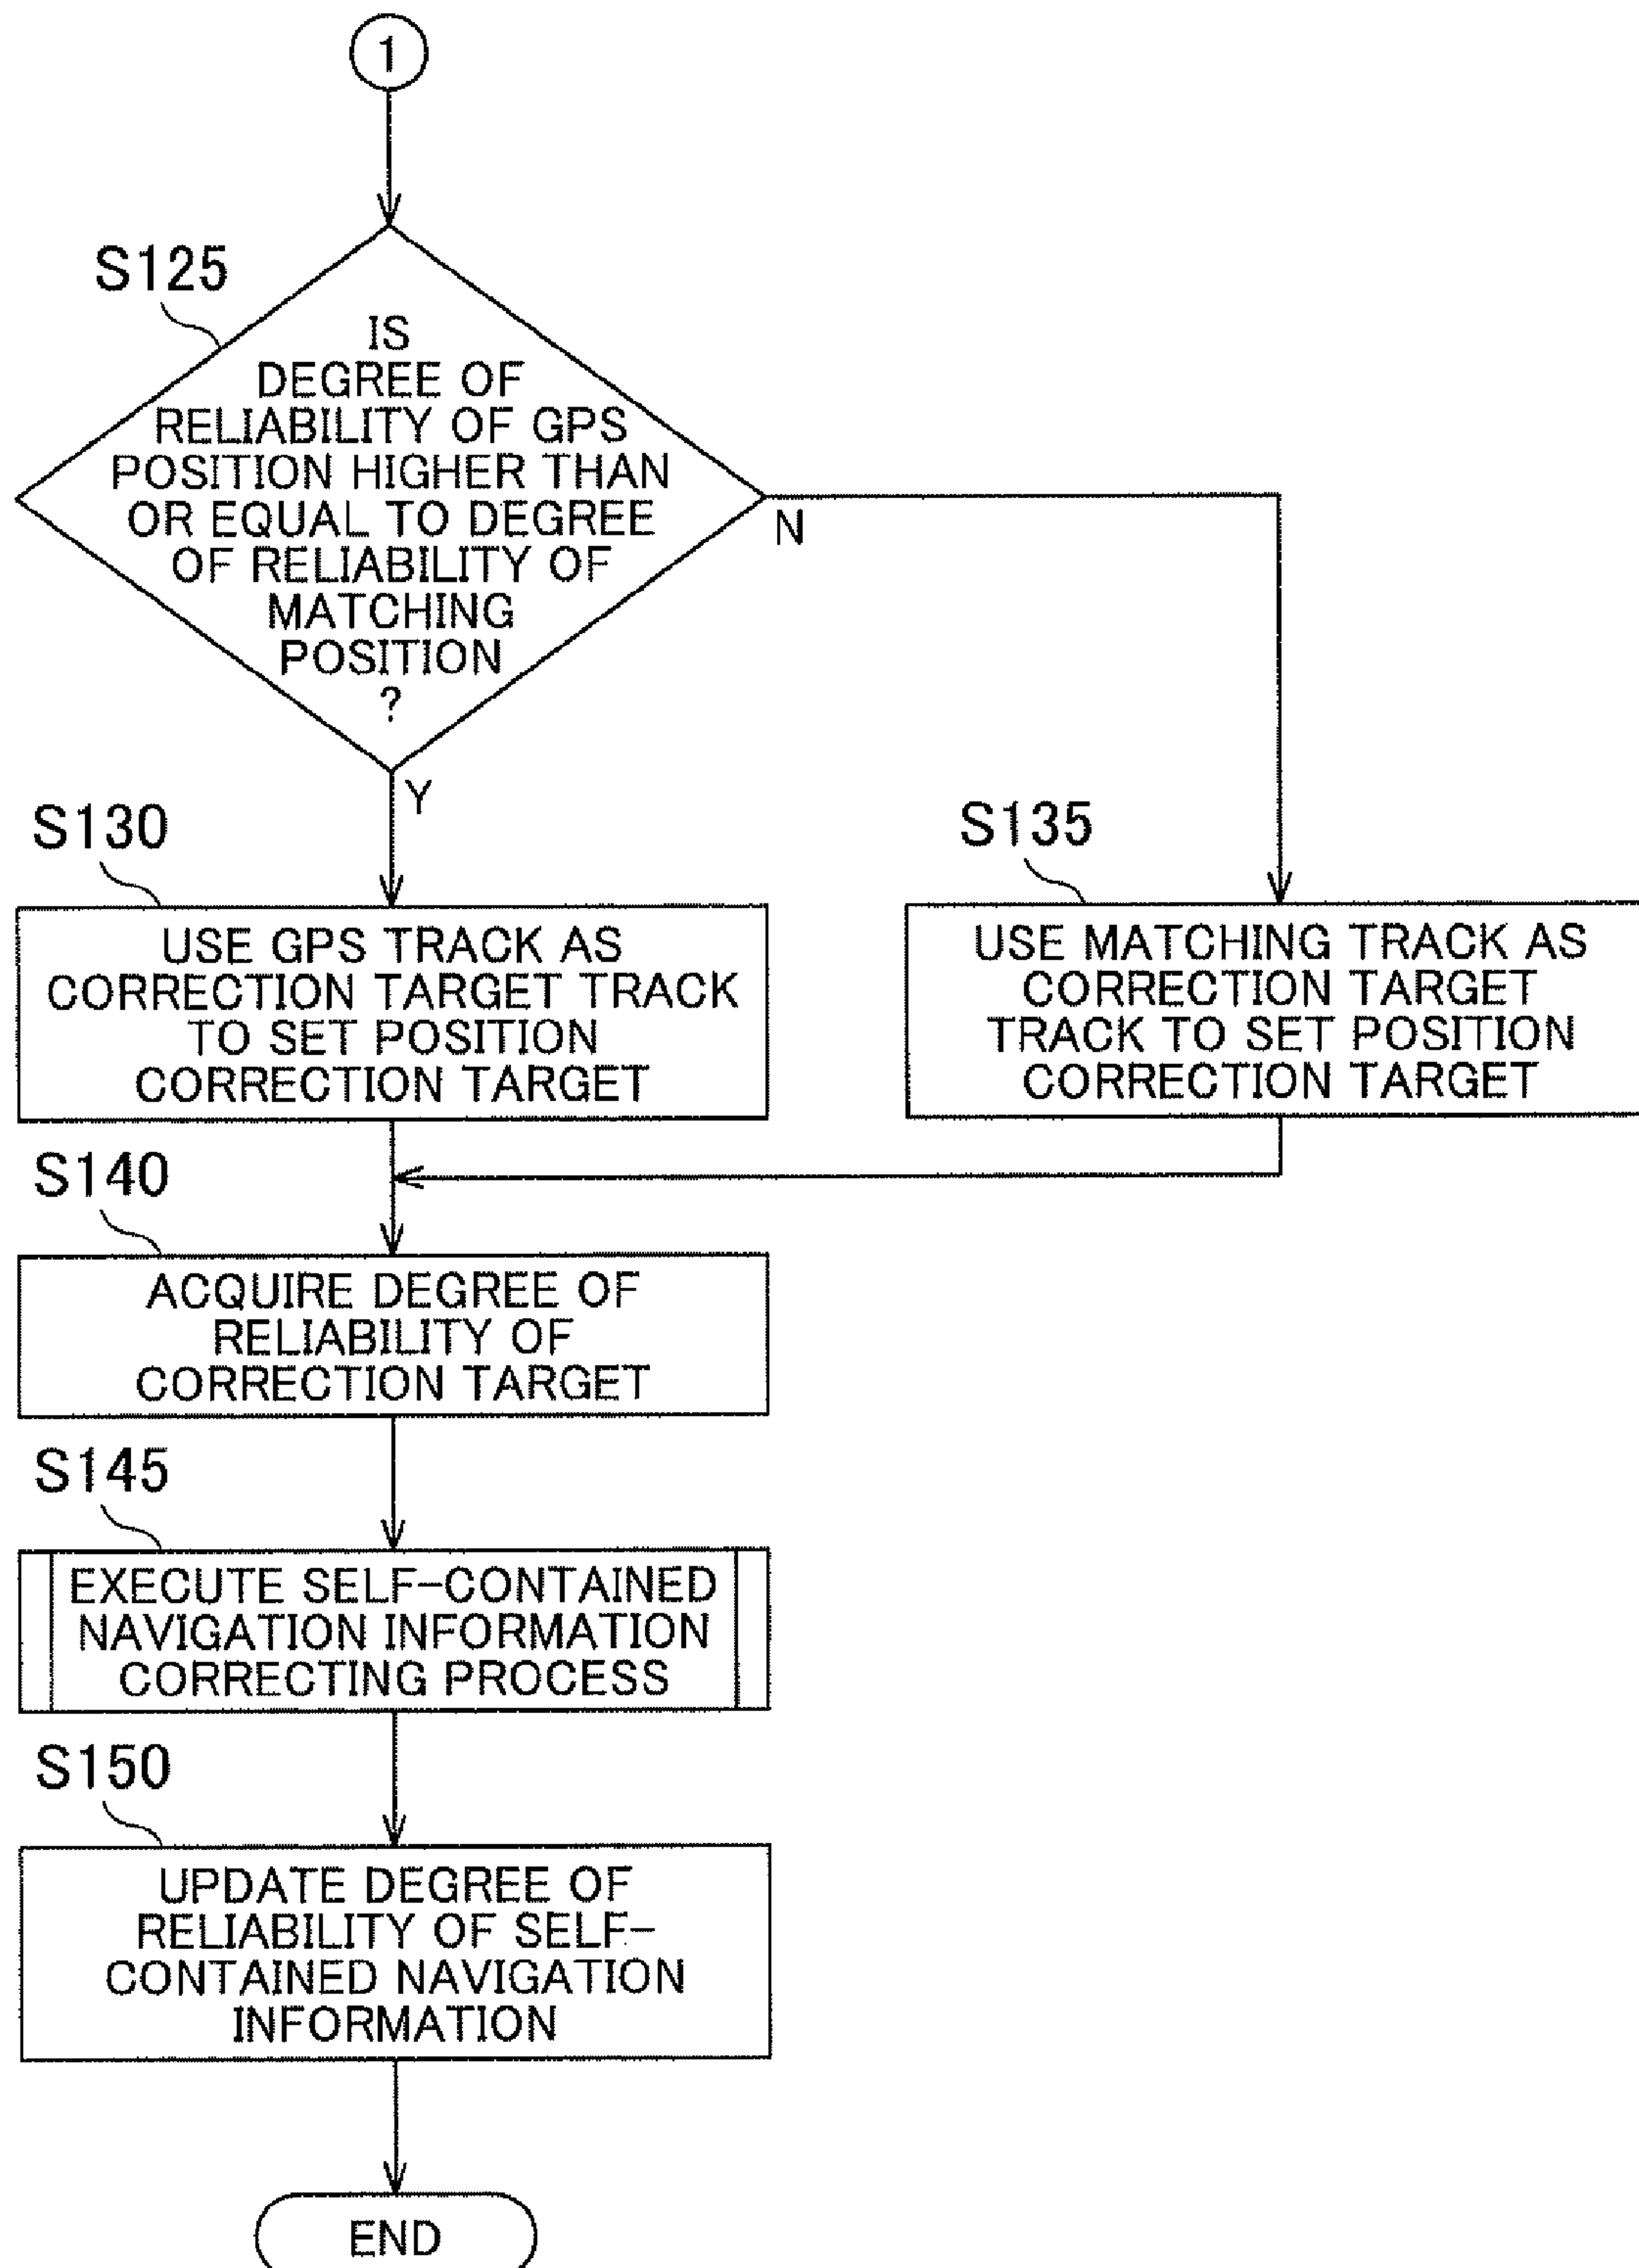 1
S125
IS
DEGREE OF
RELIABILITY OF GPS
POSITION HIGHER THAN
OR EQUAL TO DEGREE
OF RELIABILITY OF
MATCHING
POSITION
?
N
Y
S130
USE GPS TRACK AS
CORRECTION TARGET TRACK
TO SET POSITION
CORRECTION TARGET
S135
USE MATCHING TRACK AS
CORRECTION TARGET
TRACK TO SET POSITION
CORRECTION TARGET
S140
ACQUIRE DEGREE OF
RELIABILITY OF
CORRECTION TARGET
S145
EXECUTE SELF-CONTAINED
NAVIGATION INFORMATION
CORRECTING PROCESS
S150
UPDATE DEGREE OF
RELIABILITY OF SELF-
CONTAINED NAVIGATION
INFORMATION
END